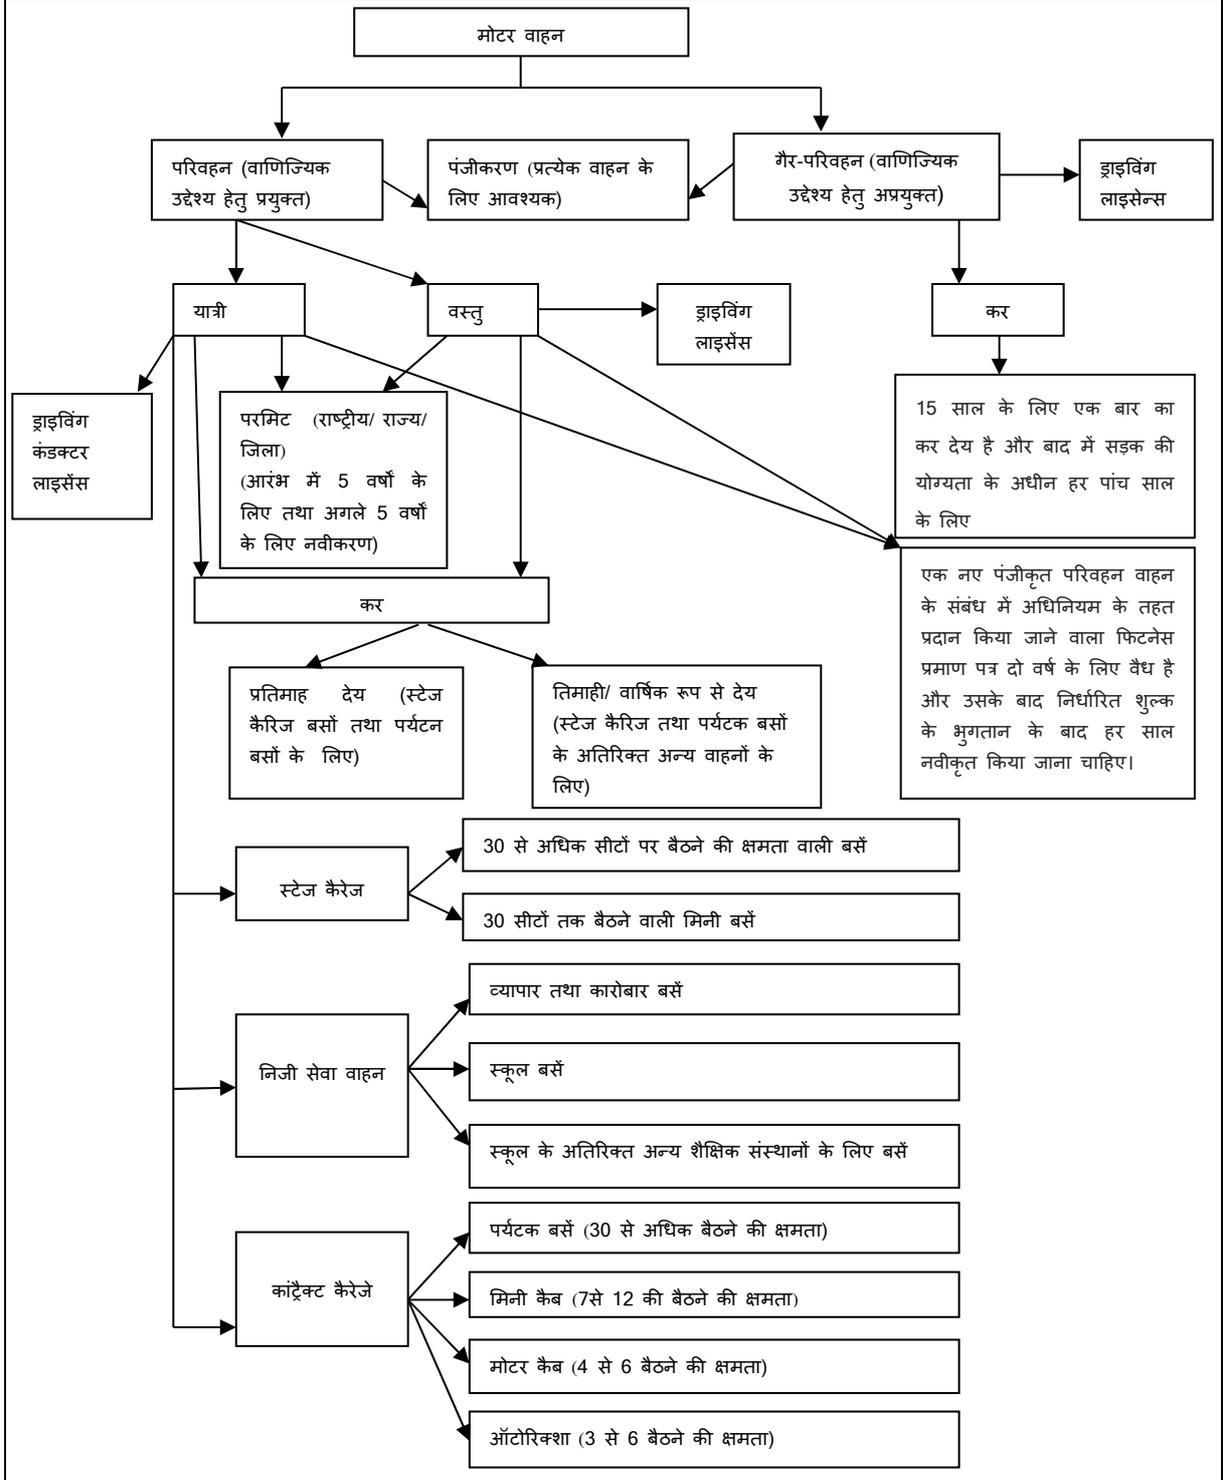 मोटर वाहन
परिवहन (वाणिज्यिक
उद्देश्य हेतु प्रयुक्त)
पंजीकरण (प्रत्येक वाहन के
लिए आवश्यक)
गैर-परिवहन (वाणिज्यिक
उद्देश्य हेतु अप्रयुक्त)
ड्राइविंग
लाइसेन्स
यात्री
वस्तु
ड्राइविंग
लाइसेंस
कर
ड्राइविंग
कंडक्टर
लाइसेंस
परमिट (राष्ट्रीय/ राज्य/
जिला)
(आरंभ में 5 वर्षों के
लिए तथा अगले 5 वर्षों
के लिए नवीकरण)
15 साल के लिए एक बार का
कर देय है और बाद में सड़क की
योग्यता के अधीन हर पांच साल
के लिए
कर
एक नए पंजीकृत परिवहन वाहन
के संबंध में अधिनियम के तहत
प्रदान किया जाने वाला फिटनेस
प्रमाण पत्र दो वर्ष के लिए वैध है
और उसके बाद निर्धारित शुल्क
के भुगतान के बाद हर साल
नवीकृत किया जाना चाहिए।
प्रतिमाह देय (स्टेज
कैरिज बसों तथा पर्यटन
बसों के लिए)
तिमाही/ वार्षिक रूप से देय
(स्टेज कैरिज तथा पर्यटक बसों
के अतिरिक्त अन्य वाहनों के
लिए)
स्टेज कैरेज
30 से अधिक सीटों पर बैठने की क्षमता वाली बसें
30 सीटों तक बैठने वाली मिनी बसें
निजी सेवा वाहन
व्यापार तथा कारोबार बसें
स्कूल बसें
स्कूल के अतिरिक्त अन्य शैक्षिक संस्थानों के लिए बसें
कांट्रैक्ट कैरेजे
पर्यटक बसें (30 से अधिक बैठने की क्षमता)
मिनी कैब (7से 12 की बैठने की क्षमता)
मोटर कैब (4 से 6 बैठने की क्षमता)
ऑटोरिक्शा (3 से 6 बैठने की क्षमता)